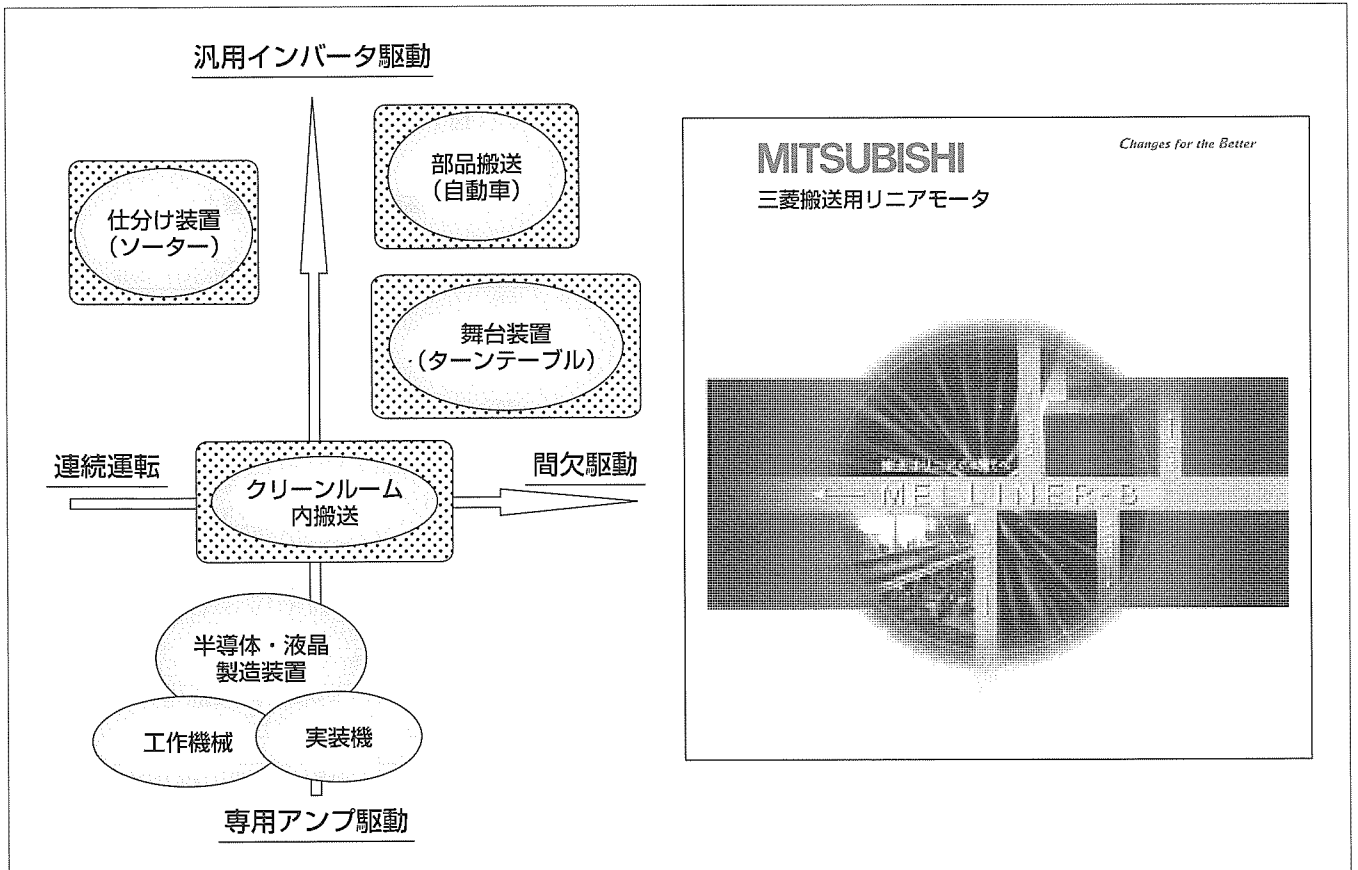 汎用インバータ駆動
部品搬送
(自動車)
仕分け装置
(ソーター)
舞台装置
(ターンテーブル)
連続運転
間欠駆動
クリーンルーム
内搬送
半導体・液晶
製造装置
工作機械
実装機
専用アンプ駆動
MITSUBISHI
Changes for the Better
三菱搬送用リニアモータ